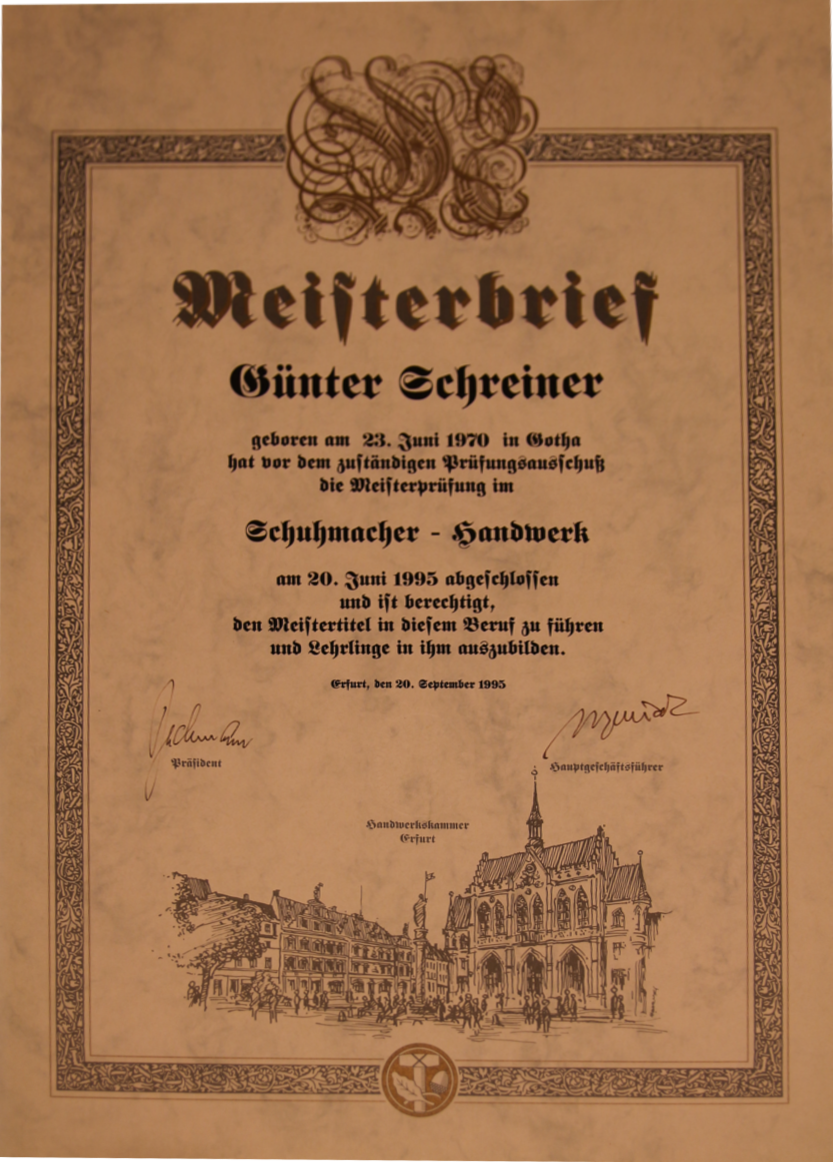 Meisterbrief
Günter Schreiner
geboren am 23. Juni 1970 in Gotha
hat vor dem zuständigen Prüfungsausschuß
die Meisterprüfung im
Schuhmacher - Handwerk
am 20. Juni 1995 abgeschlossen
und ist berechtigt,
den Meistertitel in diesem Beruf zu führen
und Lehrlinge in ihm auszubilden.
Erfurt, den 20. September 1995
Präsident
Hauptgeschäftsführer
Handwerkskammer
Erfurt